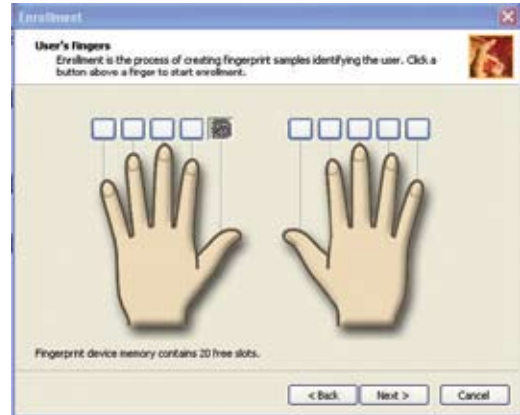 Enrollment
User's fingers
Enrollment is the process of creating fingerprint samples identifying the user. Click a
button above a finger to start enrollment.
Fingerprint device memory contains 20 free slots.
< Back
Next >
Cancel